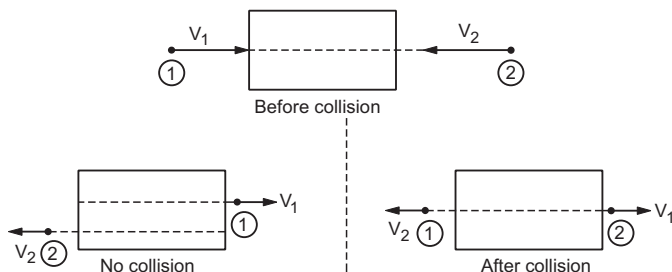 V1 V2
1 2
Before collision
V1
V2 2 1
No collision
V1
V2 1 2
After collision